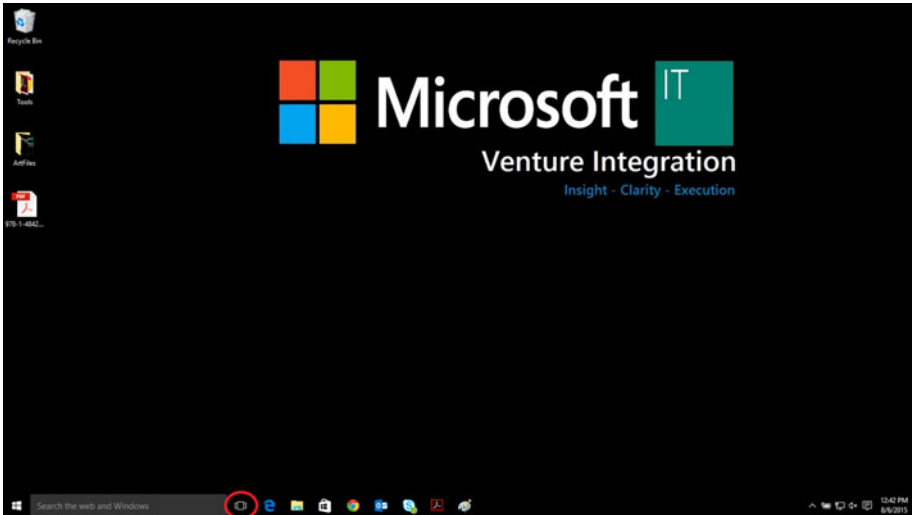 Recycle Bin
Tools
ArtFiles
978-1-4842...
Microsoft
IT
Venture Integration
Insight - Clarity - Execution
Search the web and Windows
12:42 PM
8/6/2015